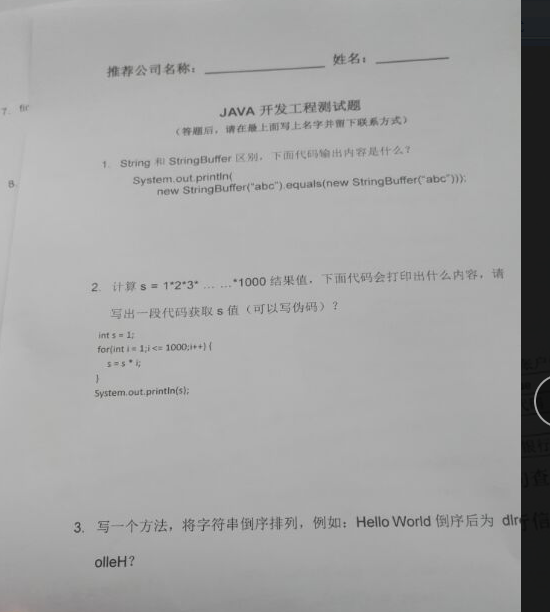 推荐公司名称： 姓名：
7. fir
JAVA 开发工程测试题
（答题后，请在最上面写上名字并留下联系方式）
1. String 和 StringBuffer 区别，下面代码输出内容是什么？
8.
System.out.println(
new StringBuffer("abc").equals(new StringBuffer("abc")));
2. 计算 s = 1*2*3* … …*1000 结果值，下面代码会打印出什么内容，请
写出一段代码获取 s 值（可以写伪码）？
int s = 1;
for(int i = 1;i <= 1000;i++) {
s = s * i;
}
System.out.println(s);
3. 写一个方法，将字符串倒序排列，例如：Hello World 倒序后为 dlr
olleH？